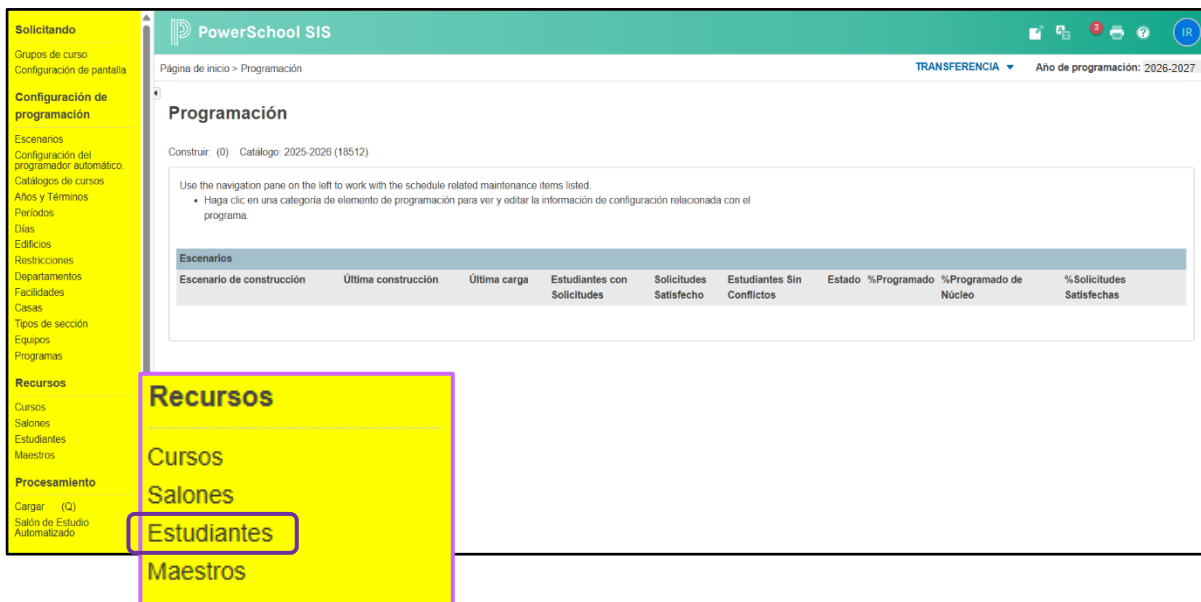 Solicitando
Grupos de curso
Configuración de pantalla
Configuración de
programación
Escenarios
Configuración del
programador automático.
Catálogos de cursos
Años y Términos
Períodos
Días
Edificios
Restricciones
Departamentos
Facilidades
Casas
Tipos de sección
Equipos
Programas
Recursos
Cursos
Salones
Estudiantes
Maestros
Procesamiento
Cargar (Q)
Salón de Estudio
Automatizado
PowerSchool SIS
3
IR
Página de inicio > Programación
TRANSFERENCIA
Año de programación: 2026-2027
Programación
Construir: (0) Catálogo: 2025-2026 (18512)
Use the navigation pane on the left to work with the schedule related maintenance items listed.
• Haga clic en una categoría de elemento de programación para ver y editar la información de configuración relacionada con el
programa.
Escenarios
Escenario de construcción Última construcción Última carga Estudiantes con Solicitudes Estudiantes Sin Estado %Programado %Programado de %Solicitudes
Solicitudes Satisfecho Conflictos Núcleo Satisfechas
Recursos
Cursos
Salones
Estudiantes
Maestros